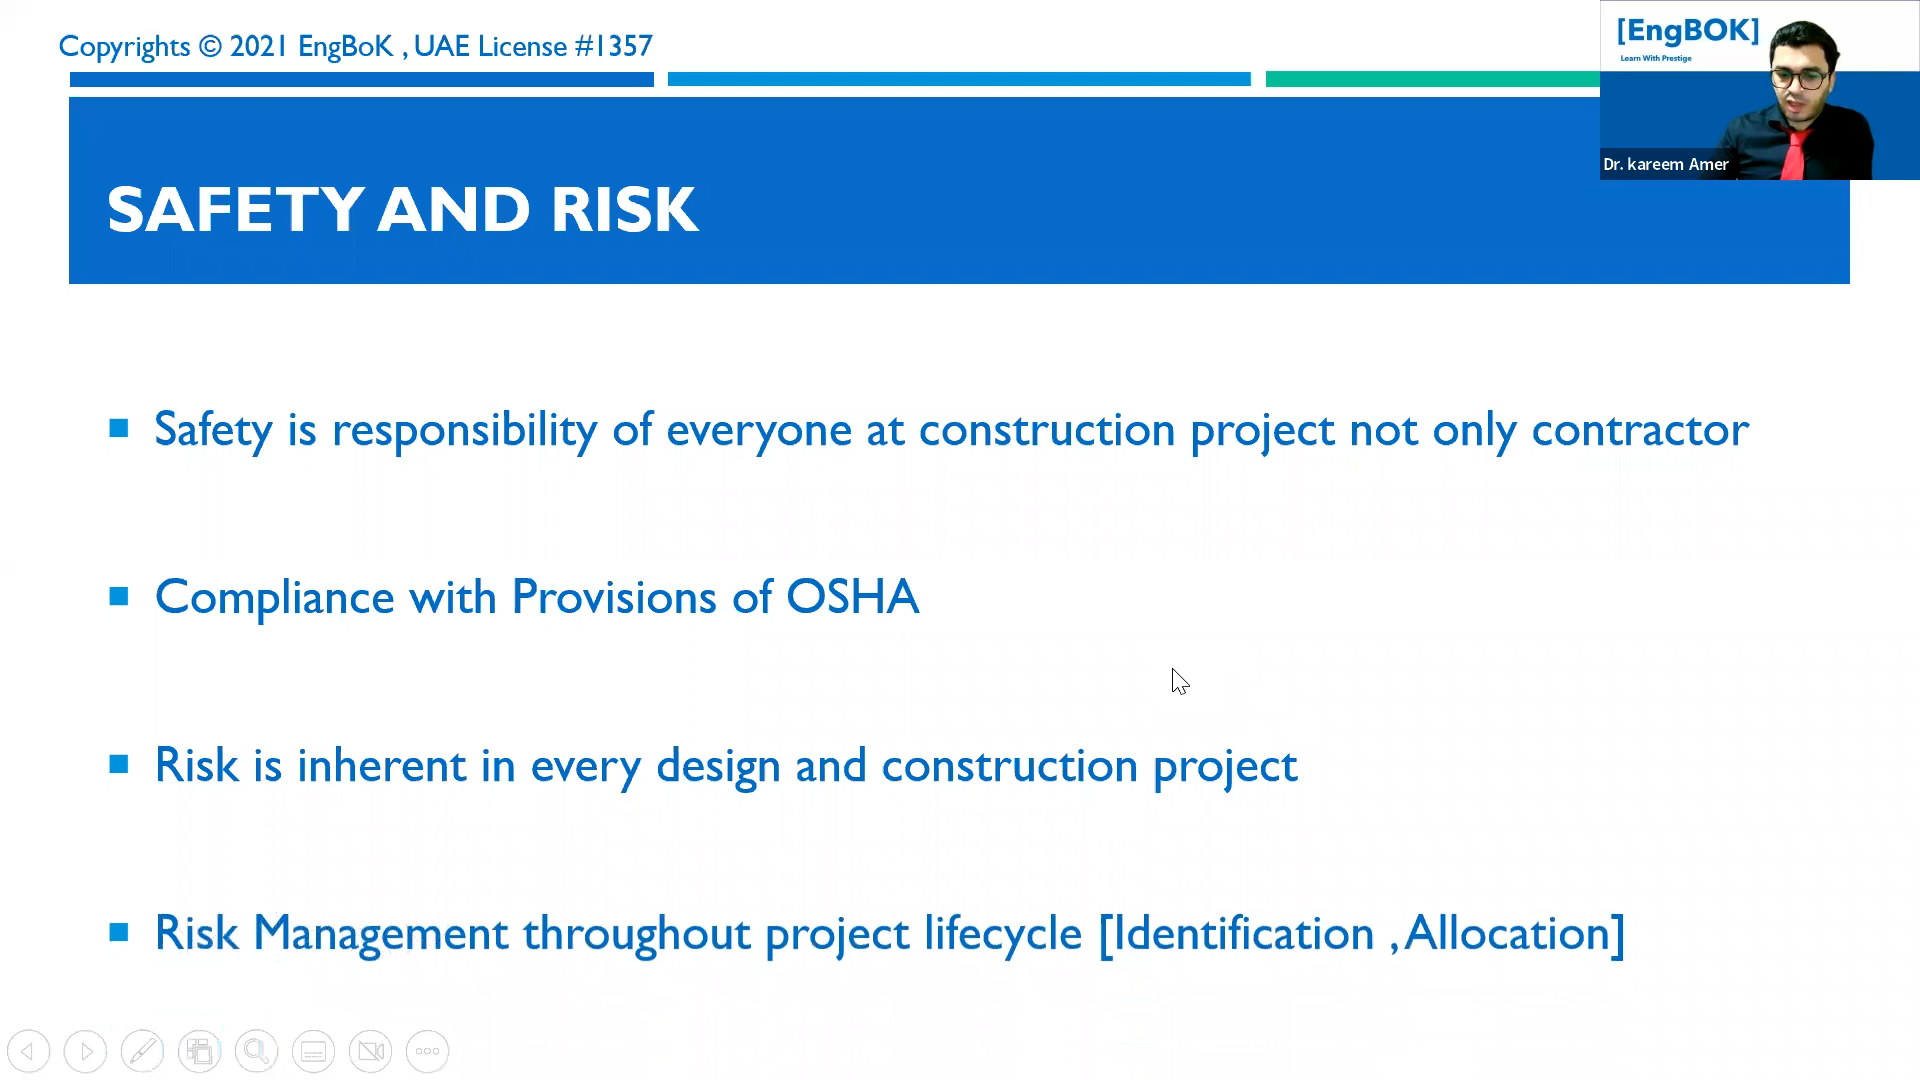 Copyrights © 2021 EngBoK , UAE License #1357
[EngBOK]
Learn With Prestige
Dr. kareem Amer
SAFETY AND RISK
Safety is responsibility of everyone at construction project not only contractor
Compliance with Provisions of OSHA
Risk is inherent in every design and construction project
Risk Management throughout project lifecycle [Identification , Allocation]